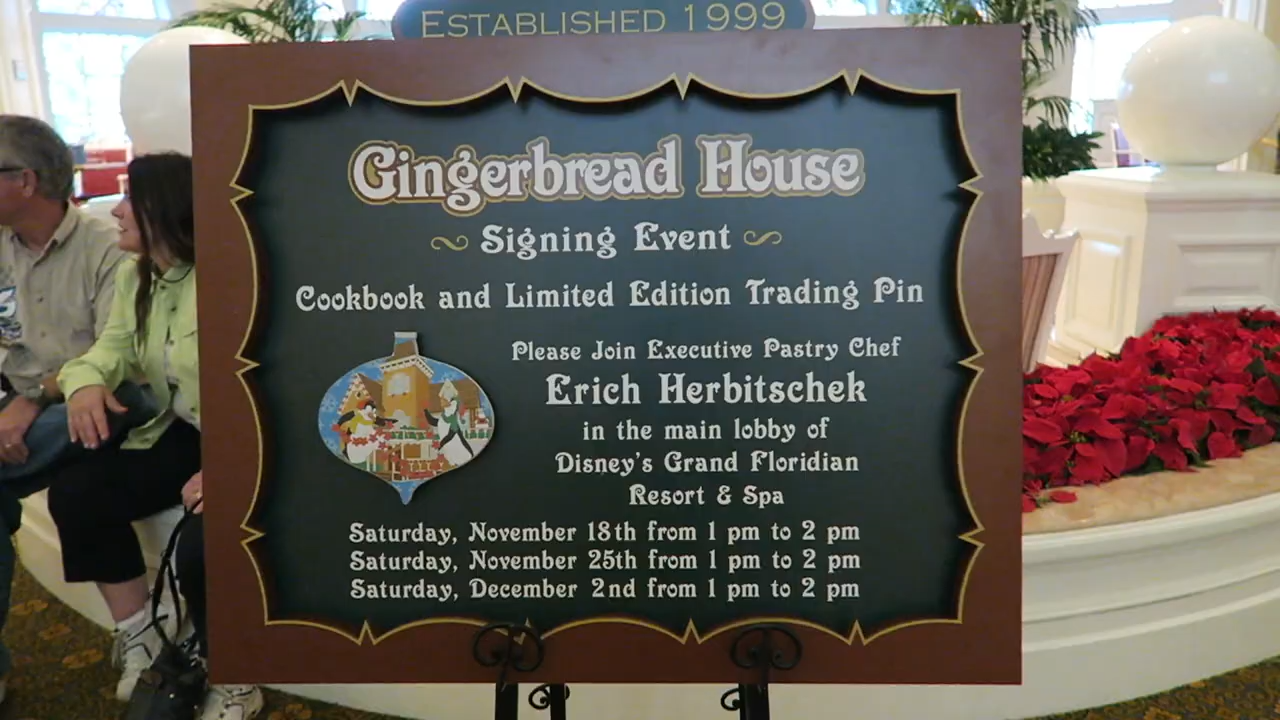 ESTABLISHED 1999
Gingerbread House
Signing Event
Cookbook and Limited Edition Trading Pin
Please Join Executive Pastry Chef
Erich Herbitschek
in the main lobby of
Disney's Grand Floridian
Resort & Spa
Saturday, November 18th from 1 pm to 2 pm
Saturday, November 25th from 1 pm to 2 pm
Saturday, December 2nd from 1 pm to 2 pm